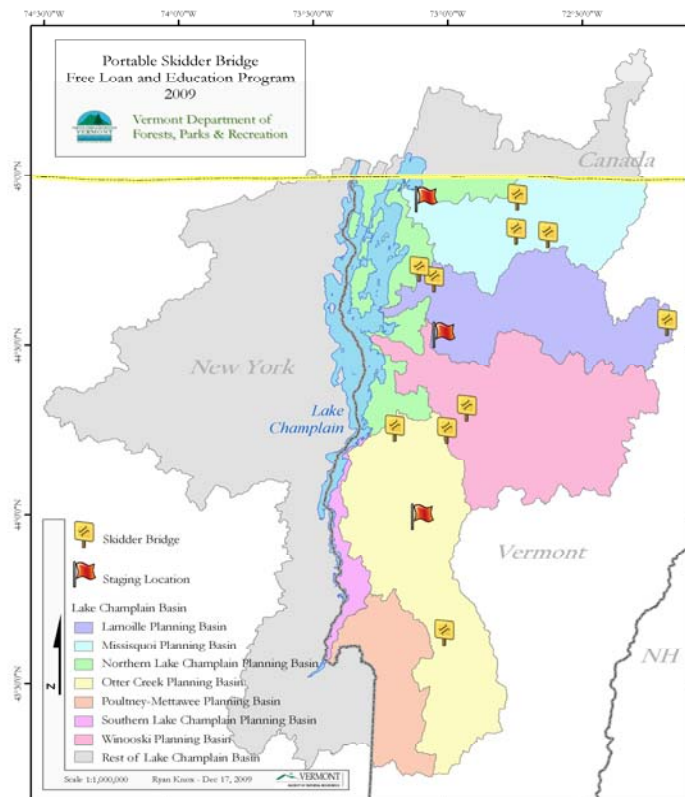 74°30'0"W
74°0'0"W
73°30'0"W
73°0'0"W
72°30'0"W
Portable Skidder Bridge
Free Loan and Education Program
2009
VERMONT
Vermont Department of
Forests, Parks & Recreation
Canada
45°0'0"N
44°30'0"N
New York
Lake
Champlain
44°0'0"N
Vermont
NH
43°30'0"N
Skidder Bridge
Staging Location
Lake Champlain Basin
Lamoille Planning Basin
Missisquoi Planning Basin
Northern Lake Champlain Planning Basin
Otter Creek Planning Basin
Poultney-Mettawee Planning Basin
Southern Lake Champlain Planning Basin
Winooski Planning Basin
Rest of Lake Champlain Basin
N
Scale 1:1,000,000 Ryan Knox - Dec 17, 2009 VERMONT